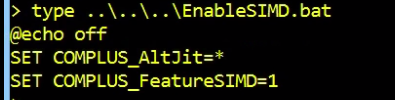 > type ..\..\..\EnableSIMD.bat
@echo off
SET COMPLUS_AltJit=*
SET COMPLUS_FeatureSIMD=1